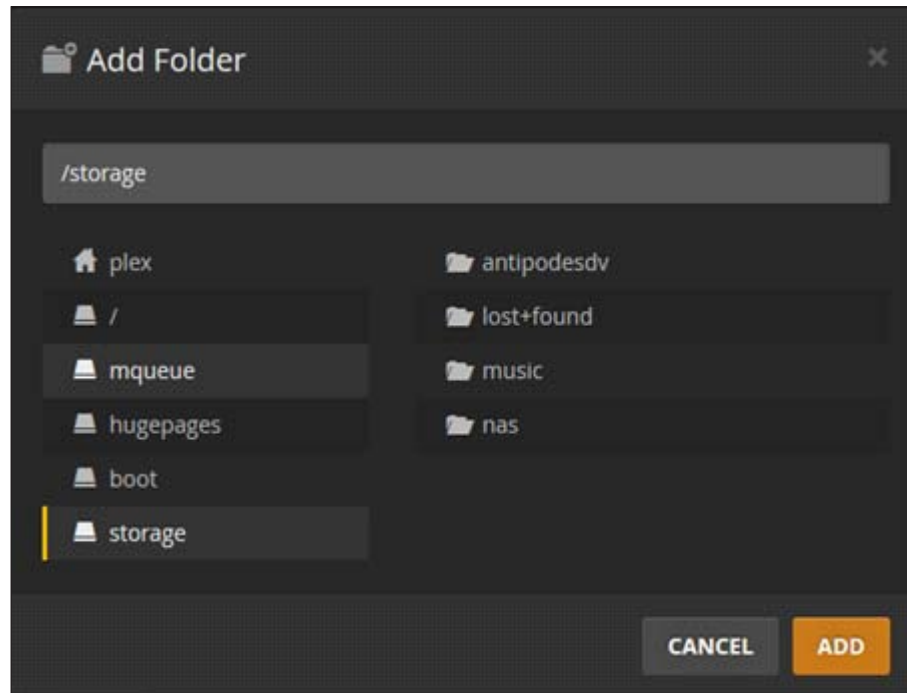 Add Folder
/storage
plex
/
mqueue
hugepages
boot
storage
antipodesdv
lost+found
music
nas
CANCEL
ADD